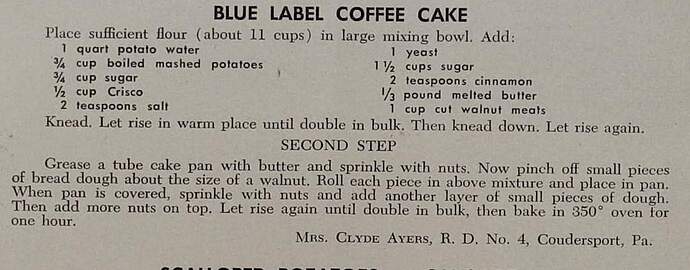 BLUE LABEL COFFEE CAKE
Place sufficient flour (about 11 cups) in large mixing bowl. Add:
1 quart potato water
¾ cup boiled mashed potatoes
¾ cup sugar
½ cup Crisco
2 teaspoons salt
1 yeast
1 ½ cups sugar
2 teaspoons cinnamon
⅓ pound melted butter
1 cup cut walnut meats
Knead. Let rise in warm place until double in bulk. Then knead down. Let rise again.
SECOND STEP
Grease a tube cake pan with butter and sprinkle with nuts. Now pinch off small pieces
of bread dough about the size of a walnut. Roll each piece in above mixture and place in pan.
When pan is covered, sprinkle with nuts and add another layer of small pieces of dough.
Then add more nuts on top. Let rise again until double in bulk, then bake in 350° oven for
one hour.
MRS. CLYDE AYERS, R. D. No. 4, Coudersport, Pa.